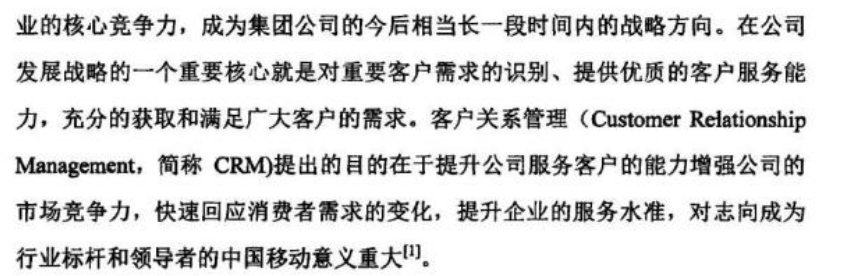 业的核心竞争力，成为集团公司的今后相当长一段时间内的战略方向。在公司
发展战略的一个重要核心就是对重要客户需求的识别、提供优质的客户服务能
力，充分的获取和满足广大客户的需求。客户关系管理（Customer Relationship
Management，简称 CRM)提出的目的在于提升公司服务客户的能力增强公司的
市场竞争力，快速回应消费者需求的变化，提升企业的服务水准，对志向成为
行业标杆和领导者的中国移动意义重大[1]。